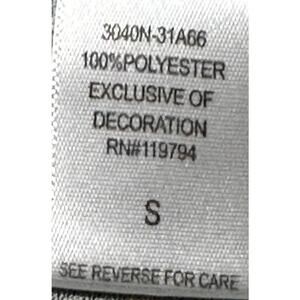 3040N-31A66
100%POLYESTER
EXCLUSIVE OF
DECORATION
RN#119794
S
SEE REVERSE FOR CARE